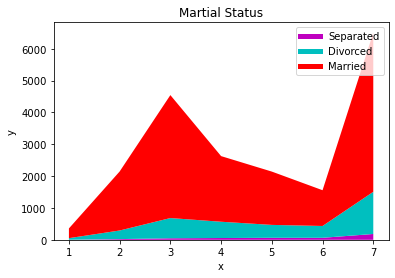 Martial Status
Separated
Divorced
Married
y
6000
5000
4000
3000
2000
1000
0
1 2 3 4 5 6 7
x